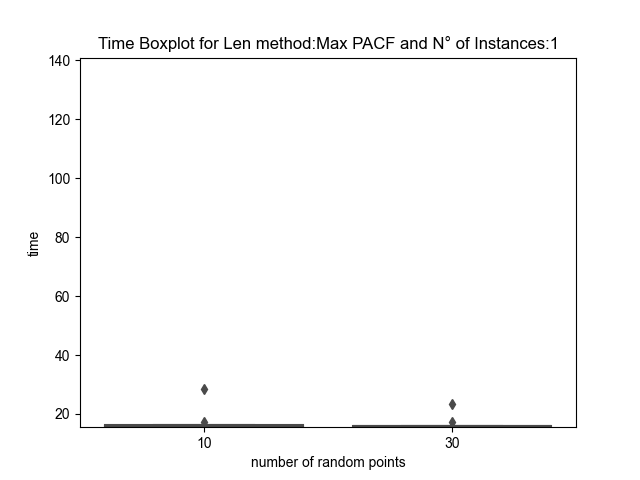 Time Boxplot for Len method:Max PACF and N° of Instances:1
140
120
100
80
60
40
20
time
10 30
number of random points